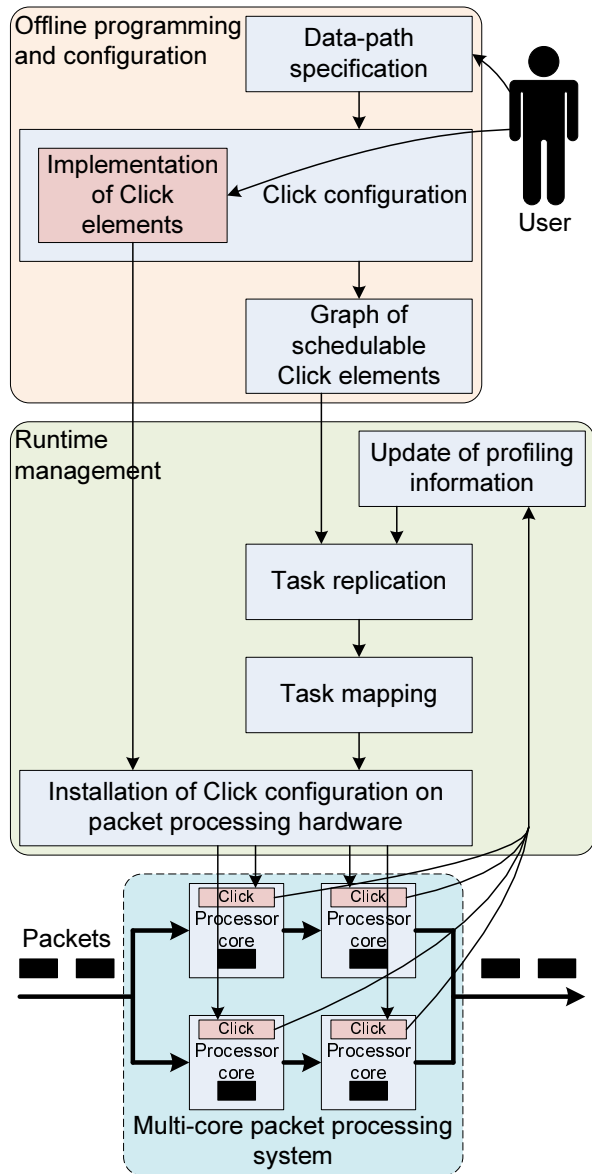 Offline programming
and configuration
Data-path
specification
Implementation
of Click
elements
Click configuration
User
Graph of
schedulable
Click elements
Runtime
management
Update of profiling
information
Task replication
Task mapping
Installation of Click configuration on
packet processing hardware
Packets
Click
Processor
core
Click
Processor
core
Click
Processor
core
Click
Processor
core
Multi-core packet processing
system